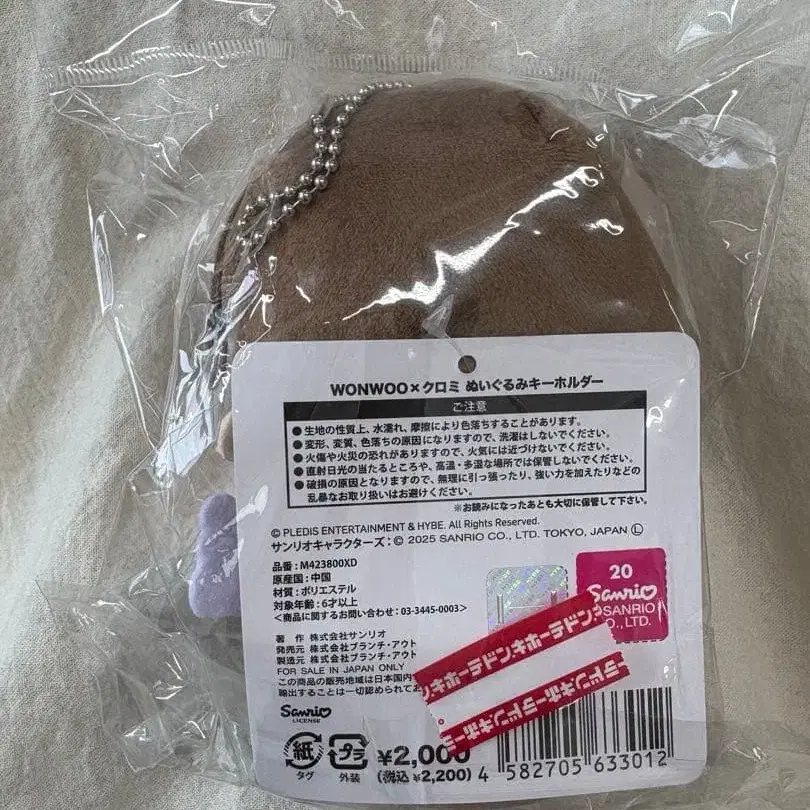 WONWOO×クロミ ぬいぐるみキーホルダー
ご注意
●生地の性質上、水濡れ、摩擦により色落ちすることがあります。
●変形、変質、色落ちの原因になりますので、洗濯はしないでください。
●火傷や火災の恐れがありますので、火気には近づけないでください。
●直射日光の当たるところや、高温・多湿な場所では保管しないでください。
●破損の原因となりますので、無理に引っ張ったり、強い力を加えたりなどの
乱暴なお取り扱いはお避けください。
※お読みになったあとも大切に保管して下さい。
© PLEDIS ENTERTAINMENT & HYBE. All Rights Reserved.
サンリオキャラクターズ：© 2025 SANRIO CO., LTD. TOKYO, JAPAN Ⓛ
品番：M423800XD
原産国：中国
材質：ポリエステル
対象年齢：6才以上
<商品に関するお問い合わせ：03-3445-0003>
20
Sanrio
©SANRIO
CO.,LTD.
著 作 株式会社サンリオ
発売元 株式会社ブランチ・アウト
製造元 株式会社ブランチ・アウト
FOR SALE IN JAPAN ONLY
この商品の販売地域は日本国内
輸出することは一切認められてお
ドン・キホーテ
ドン・キホーテ
Sanrio
LICENSE
紙
タグ
プラ
外装
¥2,000
(税込 ¥2,200)
4 582705 633012